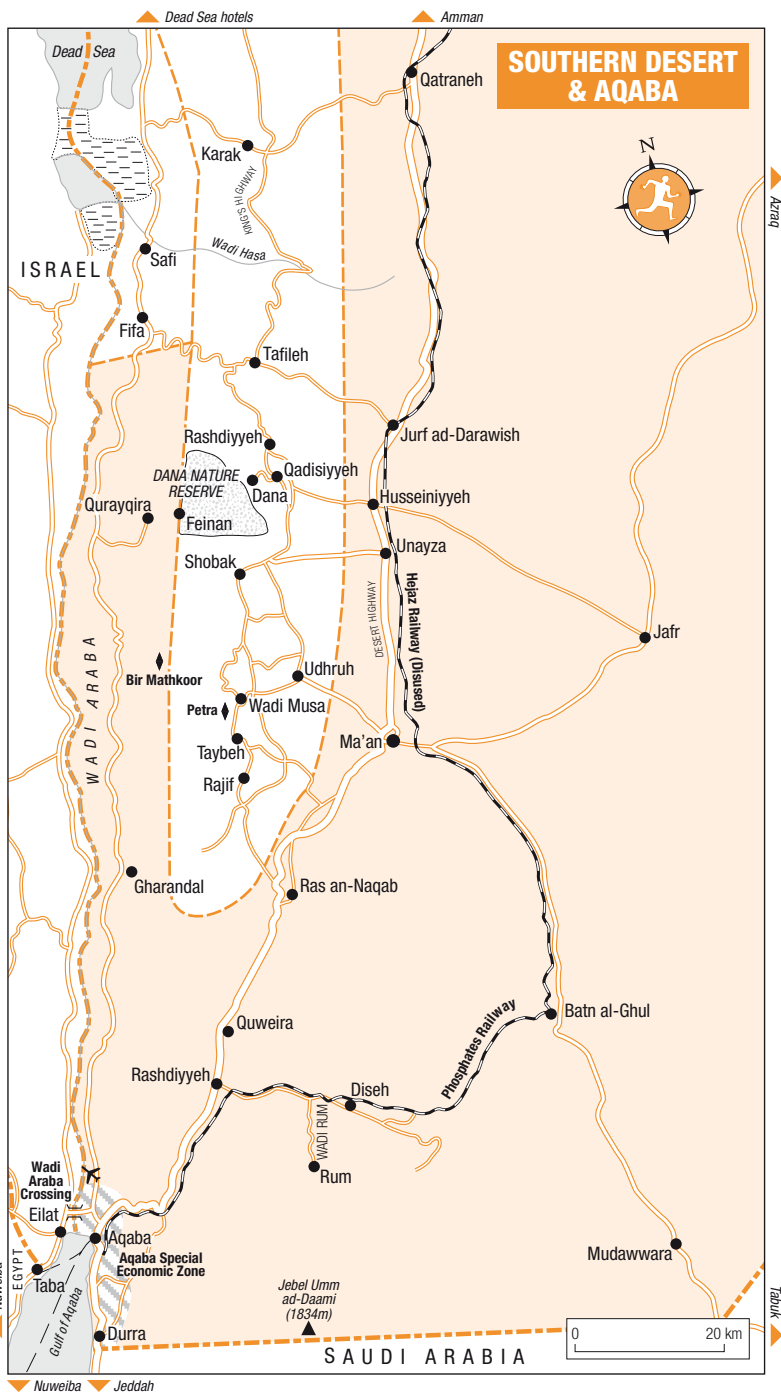 Dead Sea hotels
Amman
Dead Sea
SOUTHERN DESERT
& AQABA
Qatraneh
N
Karak
KING'S HIGHWAY
Azraq
Wadi Hasa
Safi
ISRAEL
Fifa
Tafileh
Jurf ad-Darawish
Rashdiyyeh
DANA NATURE
RESERVE
Qadisiyyeh
Dana
Husseiniyyeh
Qurayqira
Feinan
Unayza
Shobak
DESERT HIGHWAY
Hejaz Railway (Disused)
Jafr
WADI ARABA
Bir Mathkoor
Udhruh
Petra
Wadi Musa
Ma'an
Taybeh
Rajif
Gharandal
Ras an-Naqab
Batn al-Ghul
Quweira
Phosphates Railway
Rashdiyyeh
Diseh
WADI RUM
Rum
Wadi
Araba
Crossing
Eilat
Aqaba
Mudawwara
Aqaba Special
Economic Zone
EGYPT
Taba
Nuweiba
Gulf of Aqaba
Jebel Umm
ad-Daami
(1834m)
Tabuk
Durra
0 20 km
SAUDI ARABIA
Nuweiba
Jeddah